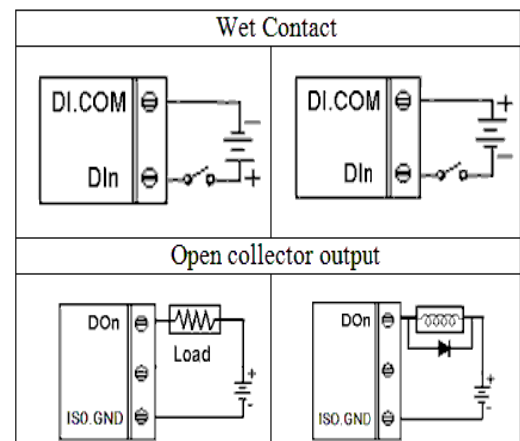 Wet Contact
DI.COM
−
DIn
+
DI.COM
+
−
DIn
Open collector output
DOn
Load
+
-
ISO.GND
DOn
+
-
ISO.GND